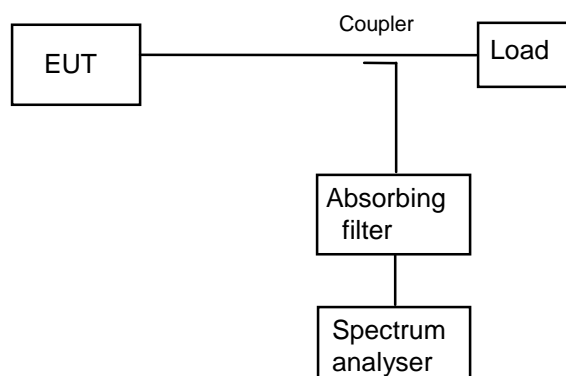 Coupler
EUT
Load
Absorbing
filter
Spectrum
analyser